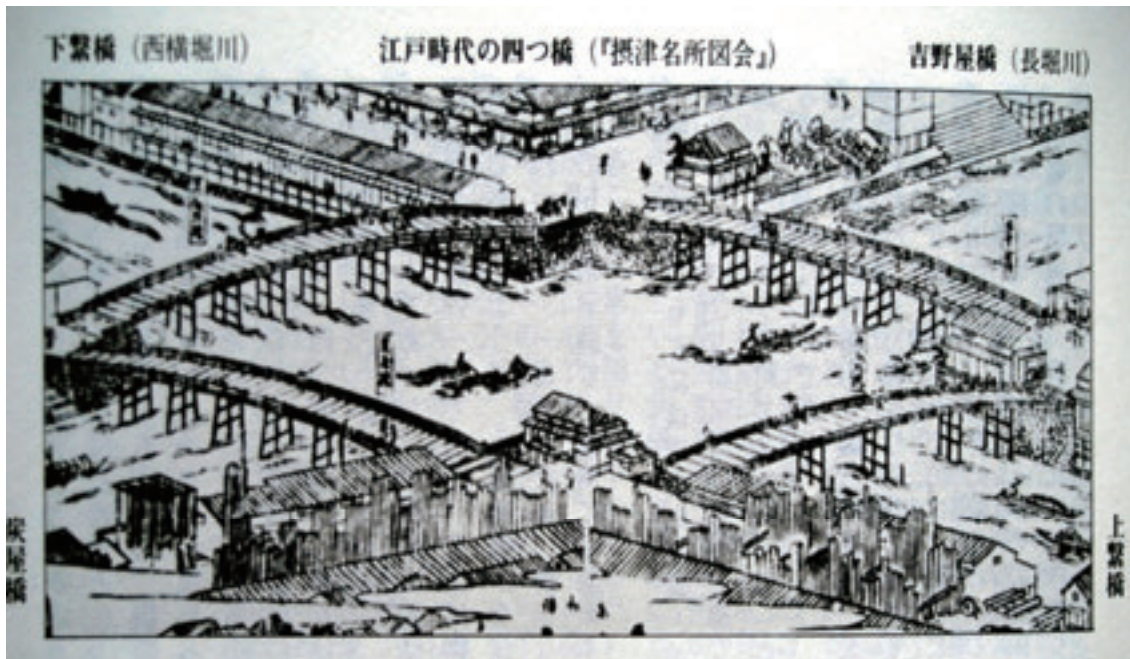 下繋橋（西横堀川）
江戸時代の四つ橋（『摂津名所図会』）
吉野屋橋（長堀川）
炭屋橋
上繋橋